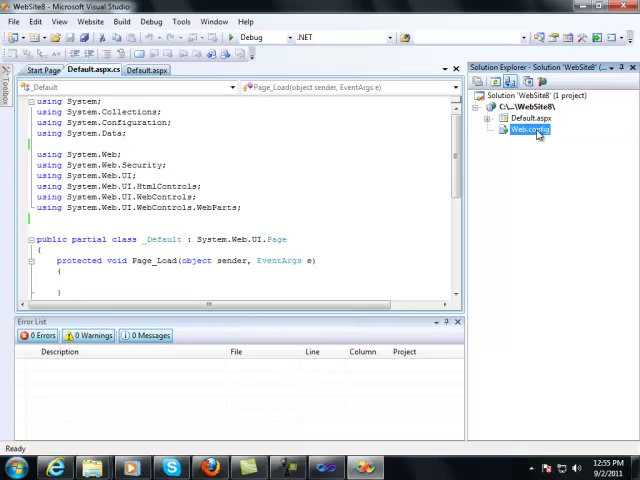 WebSite8 - Microsoft Visual Studio
File Edit View Website Build Debug Tools Window Help
Debug .NET
Toolbox
Start Page Default.aspx.cs Default.aspx
_Default Page_Load(object sender, EventArgs e)
using System;
using System.Collections;
using System.Configuration;
using System.Data;
using System.Web;
using System.Web.Security;
using System.Web.UI;
using System.Web.UI.HtmlControls;
using System.Web.UI.WebControls;
using System.Web.UI.WebControls.WebParts;
public partial class _Default : System.Web.UI.Page
{
protected void Page_Load(object sender, EventArgs e)
{
}
Solution Explorer - Solution 'WebSite8' (...
Solution 'WebSite8' (1 project)
C:\...\WebSite8\
Default.aspx
Web.config
Error List
0 Errors 0 Warnings 0 Messages
Description File Line Column Project
Ready
12:55 PM
9/2/2011